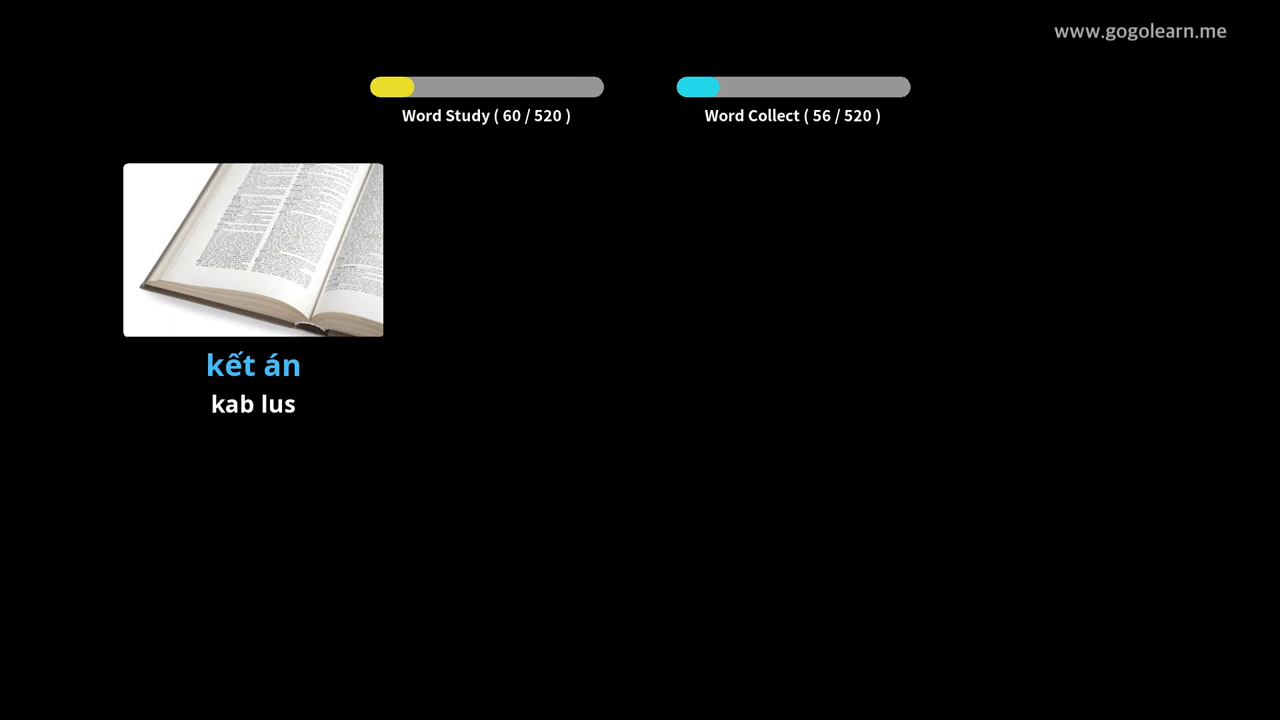 www.gogolearn.me
Word Study ( 60 / 520 )
Word Collect ( 56 / 520 )
kết án
kab lus